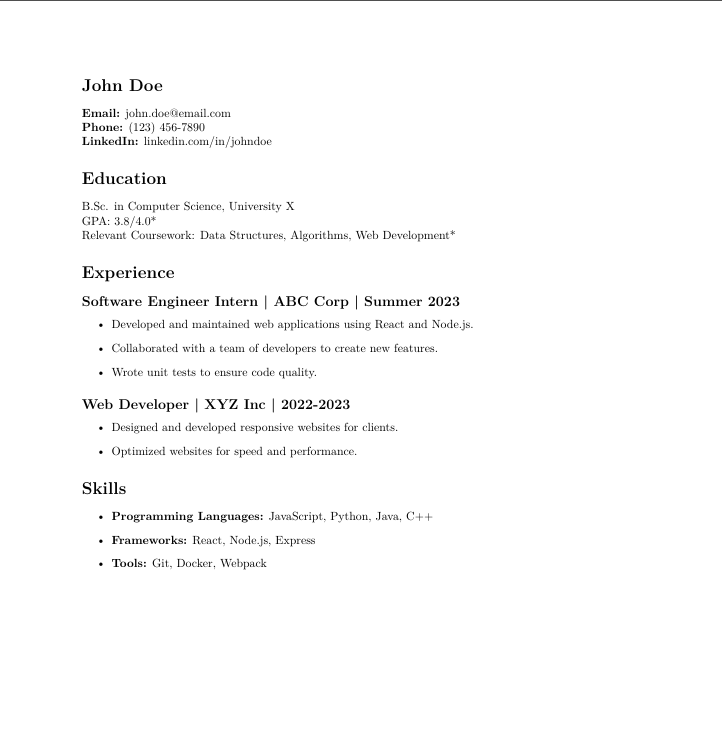 John Doe
Email: john.doe@email.com
Phone: (123) 456-7890
LinkedIn: linkedin.com/in/johndoe
Education
B.Sc. in Computer Science, University X
GPA: 3.8/4.0*
Relevant Coursework: Data Structures, Algorithms, Web Development*
Experience
Software Engineer Intern | ABC Corp | Summer 2023
• Developed and maintained web applications using React and Node.js.
• Collaborated with a team of developers to create new features.
• Wrote unit tests to ensure code quality.
Web Developer | XYZ Inc | 2022-2023
• Designed and developed responsive websites for clients.
• Optimized websites for speed and performance.
Skills
• Programming Languages: JavaScript, Python, Java, C++
• Frameworks: React, Node.js, Express
• Tools: Git, Docker, Webpack